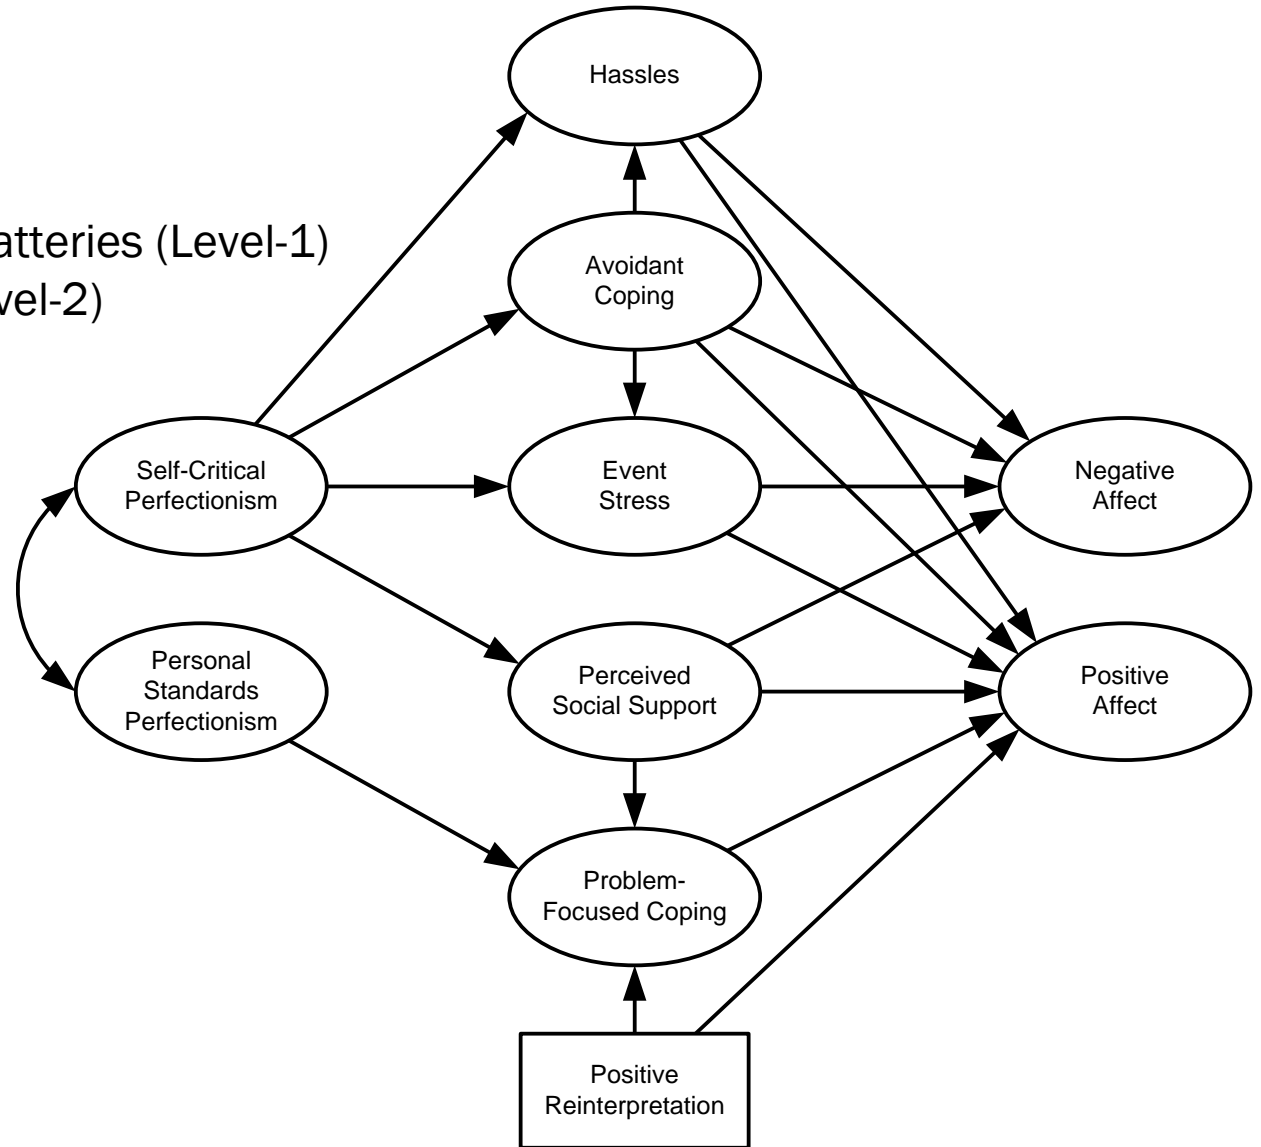 Hassles
atteries (Level-1)
vel-2)
Avoidant
Coping
Self-Critical
Perfectionism
Event
Stress
Negative
Affect
Personal
Standards
Perfectionism
Perceived
Social Support
Positive
Affect
Problem-
Focused Coping
Positive
Reinterpretation